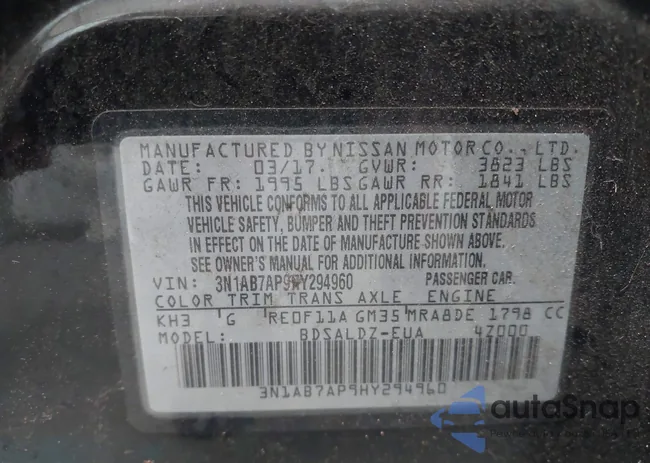 MANUFACTURED BY NISSAN MOTOR CO., LTD.
DATE: 03/17. GVWR: 3823 LBS
GAWR FR: 1995 LBS GAWR RR: 1841 LBS
THIS VEHICLE CONFORMS TO ALL APPLICABLE FEDERAL MOTOR
VEHICLE SAFETY, BUMPER AND THEFT PREVENTION STANDARDS
IN EFFECT ON THE DATE OF MANUFACTURE SHOWN ABOVE.
SEE OWNER'S MANUAL FOR ADDITIONAL INFORMATION.
VIN: 3N1AB7AP9HY294960 PASSENGER CAR.
COLOR TRIM TRANS AXLE ENGINE
KH3 G RE0F11A GM35 MRA8DE 1798 CC
MODEL: BDSALDZ-EUA 4Z000
3N1AB7AP9HY294960
autoSnap